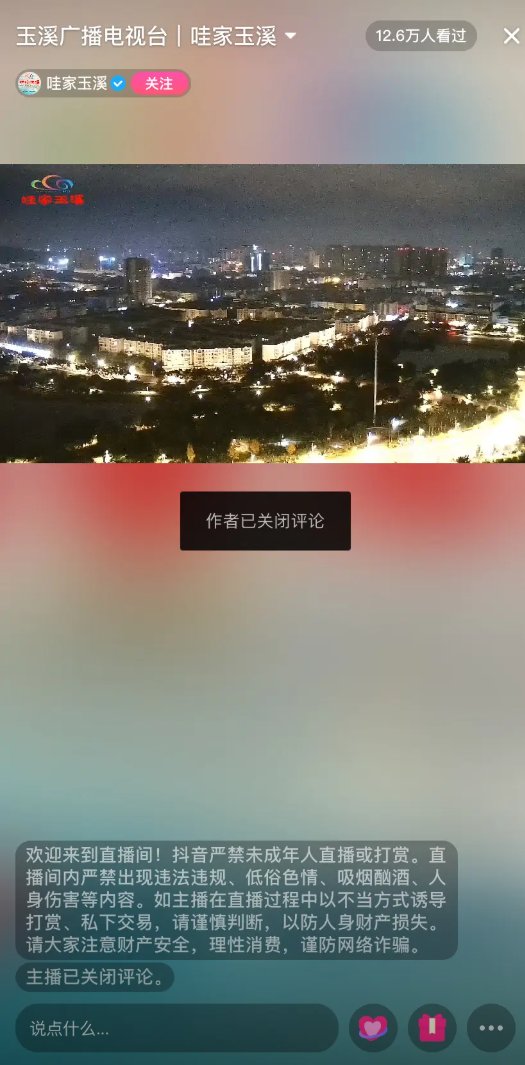 玉溪广播电视台｜哇家玉溪
12.6万人看过
哇家玉溪
关注
哇家玉溪
作者已关闭评论
欢迎来到直播间！抖音严禁未成年人直播或打赏。直
播间内严禁出现违法违规、低俗色情、吸烟酗酒、人
身伤害等内容。如主播在直播过程中以不当方式诱导
打赏、私下交易，请谨慎判断，以防人身财产损失。
请大家注意财产安全，理性消费，谨防网络诈骗。
主播已关闭评论。
说点什么...